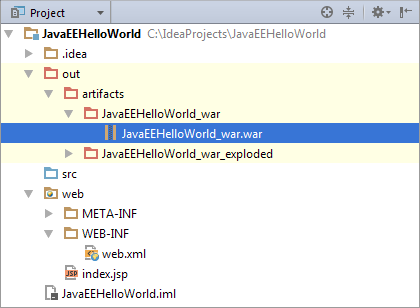 Project
JavaEEHelloWorld C:\IdeaProjects\JavaEEHelloWorld
.idea
out
artifacts
JavaEEHelloWorld_war
JavaEEHelloWorld_war.war
JavaEEHelloWorld_war_exploded
src
web
META-INF
WEB-INF
web.xml
JSP index.jsp
JavaEEHelloWorld.iml